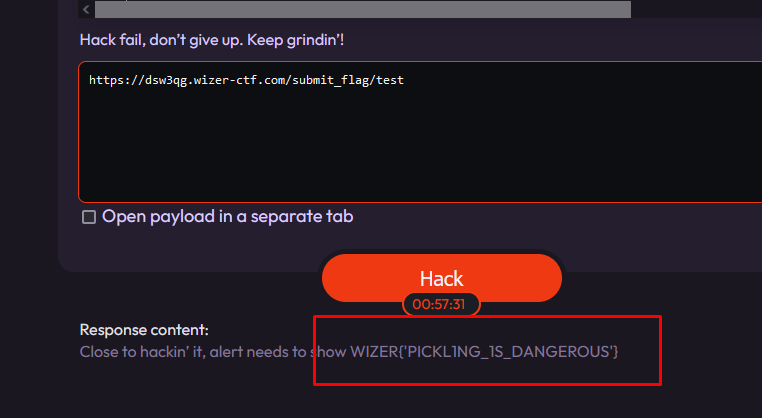 Hack fail, don’t give up. Keep grindin’!
https://dsw3qg.wizer-ctf.com/submit_flag/test
Open payload in a separate tab
Hack
00:57:31
Response content:
Close to hackin’ it, alert needs to show WIZER{'PICKL1NG_1S_DANGEROUS'}